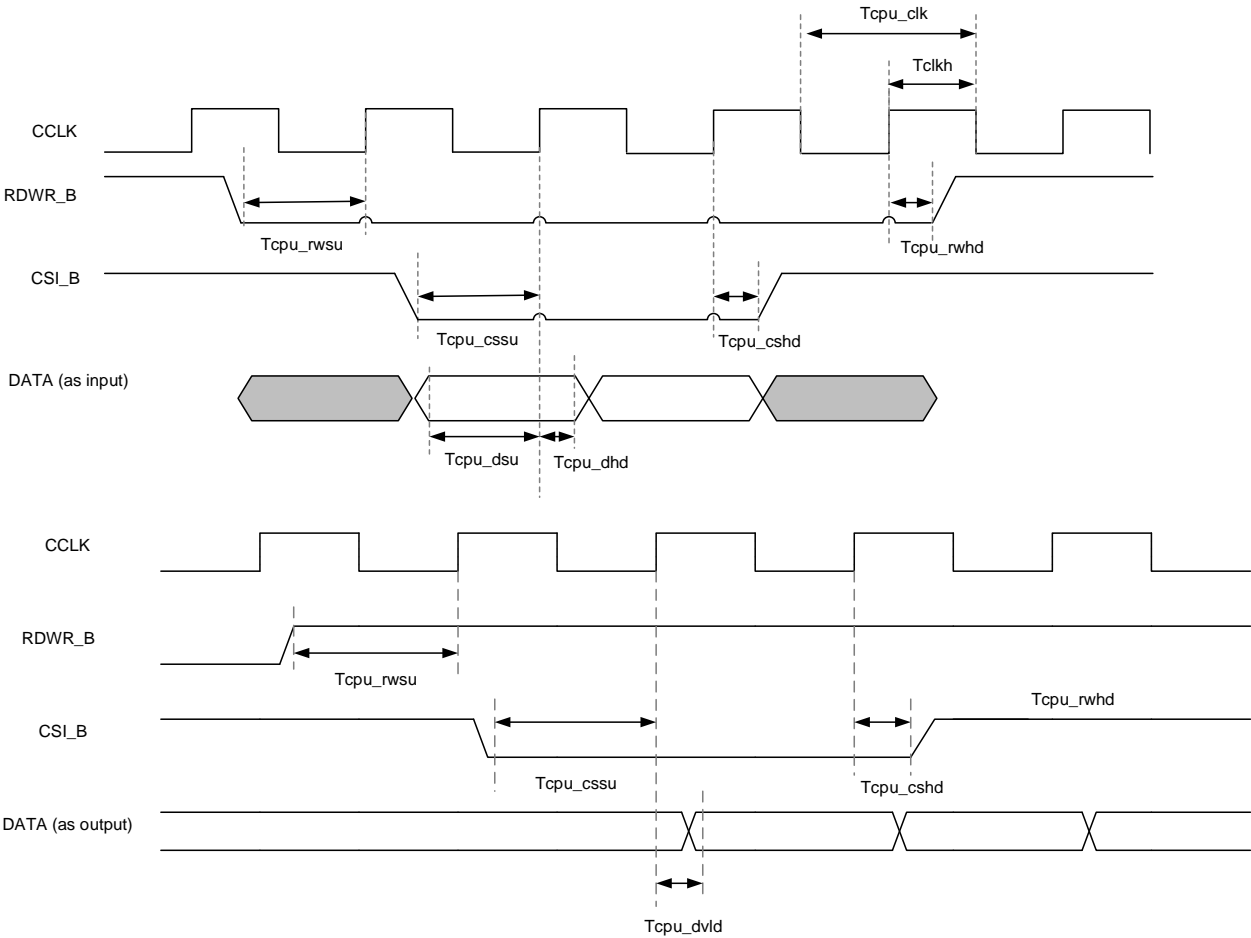 Tcpu_clk
Tclkh
CCLK
RDWR_B
Tcpu_rwsu
Tcpu_rwhd
CSI_B
Tcpu_cssu
Tcpu_cshd
DATA (as input)
Tcpu_dsu
Tcpu_dhd
CCLK
RDWR_B
Tcpu_rwsu
Tcpu_rwhd
CSI_B
Tcpu_cssu
Tcpu_cshd
DATA (as output)
Tcpu_dvld